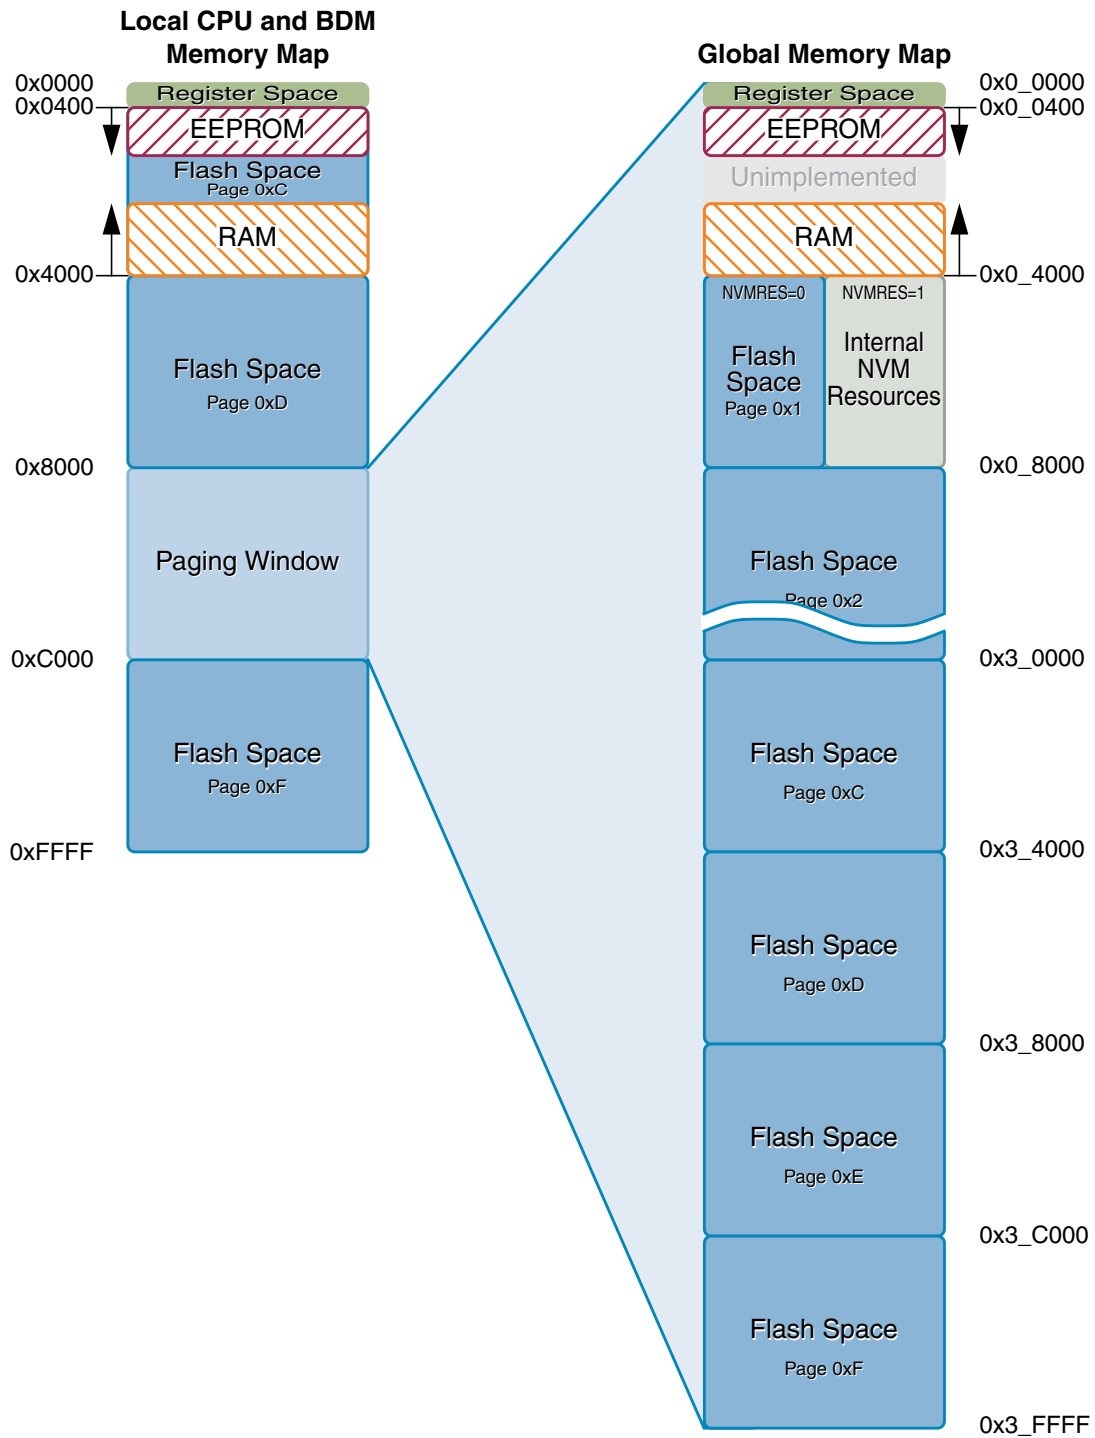 Local CPU and BDM
Memory Map
0x0000
0x0400
Register Space
EEPROM
Flash Space
Page 0xC
RAM
0x4000
Flash Space
Page 0xD
0x8000
Paging Window
0xC000
Flash Space
Page 0xF
0xFFFF
Global Memory Map
0x0_0000
0x0_0400
Register Space
EEPROM
Unimplemented
RAM
0x0_4000
NVMRES=0
Flash
Space
Page 0x1
NVMRES=1
Internal
NVM
Resources
0x0_8000
Flash Space
Page 0x2
0x3_0000
Flash Space
Page 0xC
0x3_4000
Flash Space
Page 0xD
0x3_8000
Flash Space
Page 0xE
0x3_C000
Flash Space
Page 0xF
0x3_FFFF